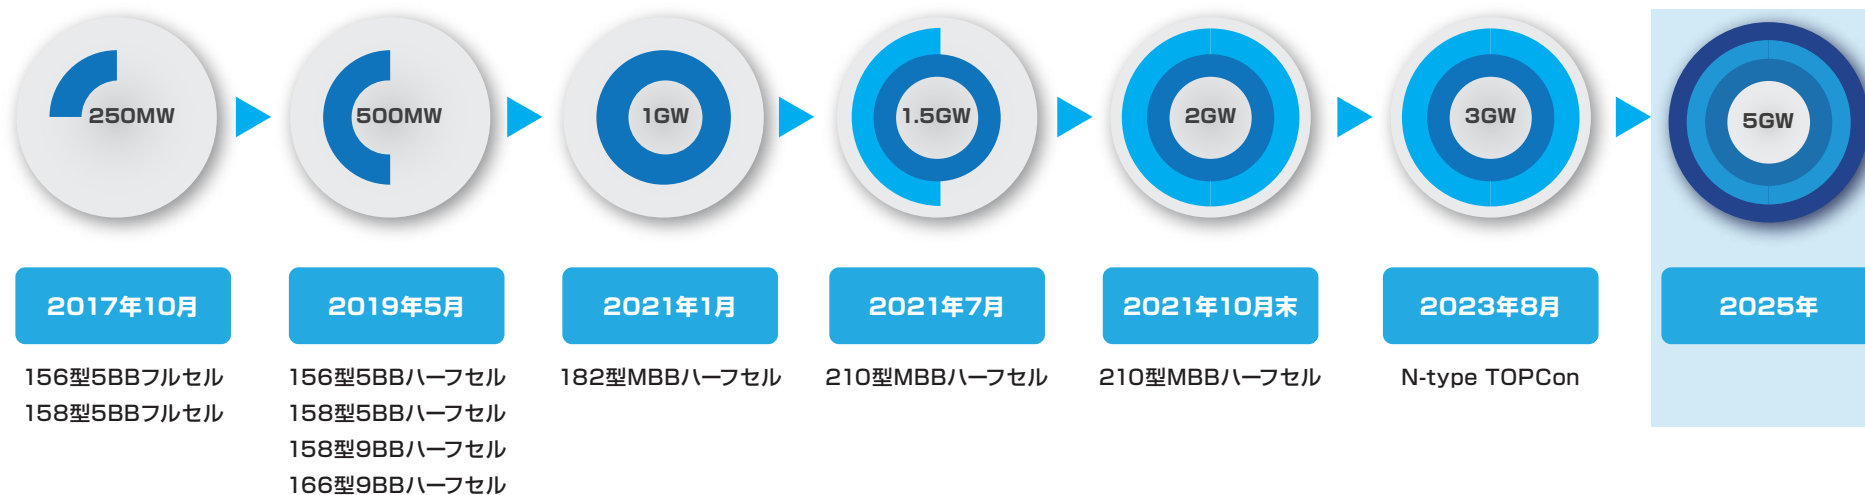 250MW
500MW
1GW
1.5GW
2GW
3GW
5GW
2017年10月
2019年5月
2021年1月
2021年7月
2021年10月末
2023年8月
2025年
156型5BBフルセル
158型5BBフルセル
156型5BBハーフセル
158型5BBハーフセル
158型9BBハーフセル
166型9BBハーフセル
182型MBBハーフセル
210型MBBハーフセル
210型MBBハーフセル
N-type TOPCon